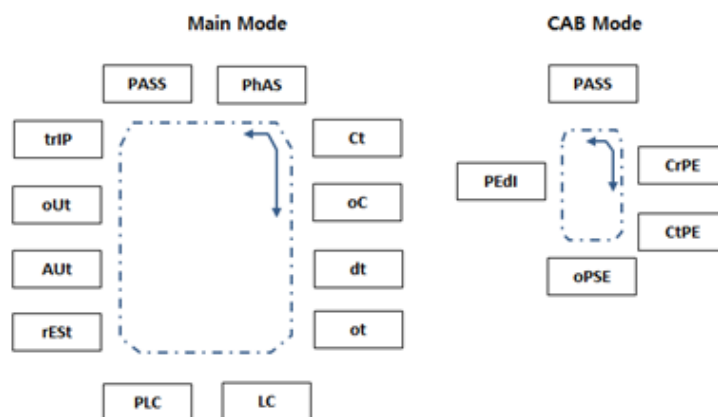 Main Mode
CAB Mode
PASS
PhAS
PASS
trIP
Ct
oUt
oC
PEdI
CrPE
AUt
dt
CtPE
rESt
ot
oPSE
PLC
LC